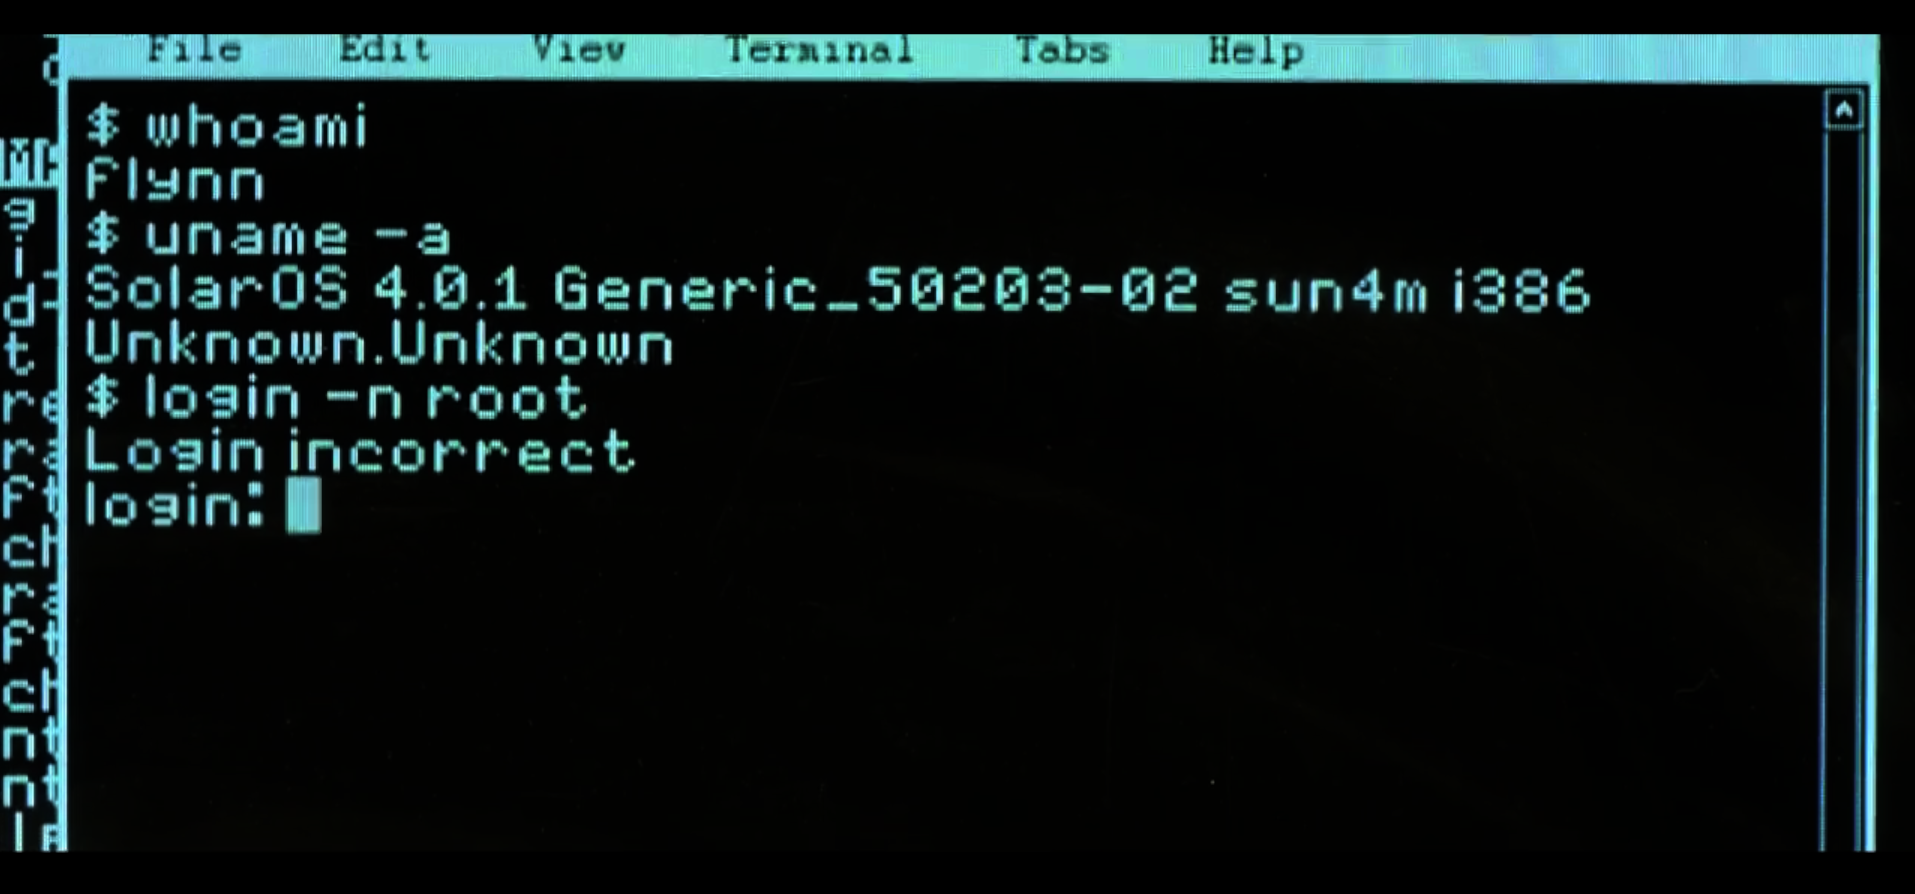 File Edit View Terminal Tabs Help
$ whoami
flynn
$ uname -a
SolarOS 4.0.1 Generic_50203-02 sun4m i386
Unknown.Unknown
$ login -n root
Login incorrect
login: